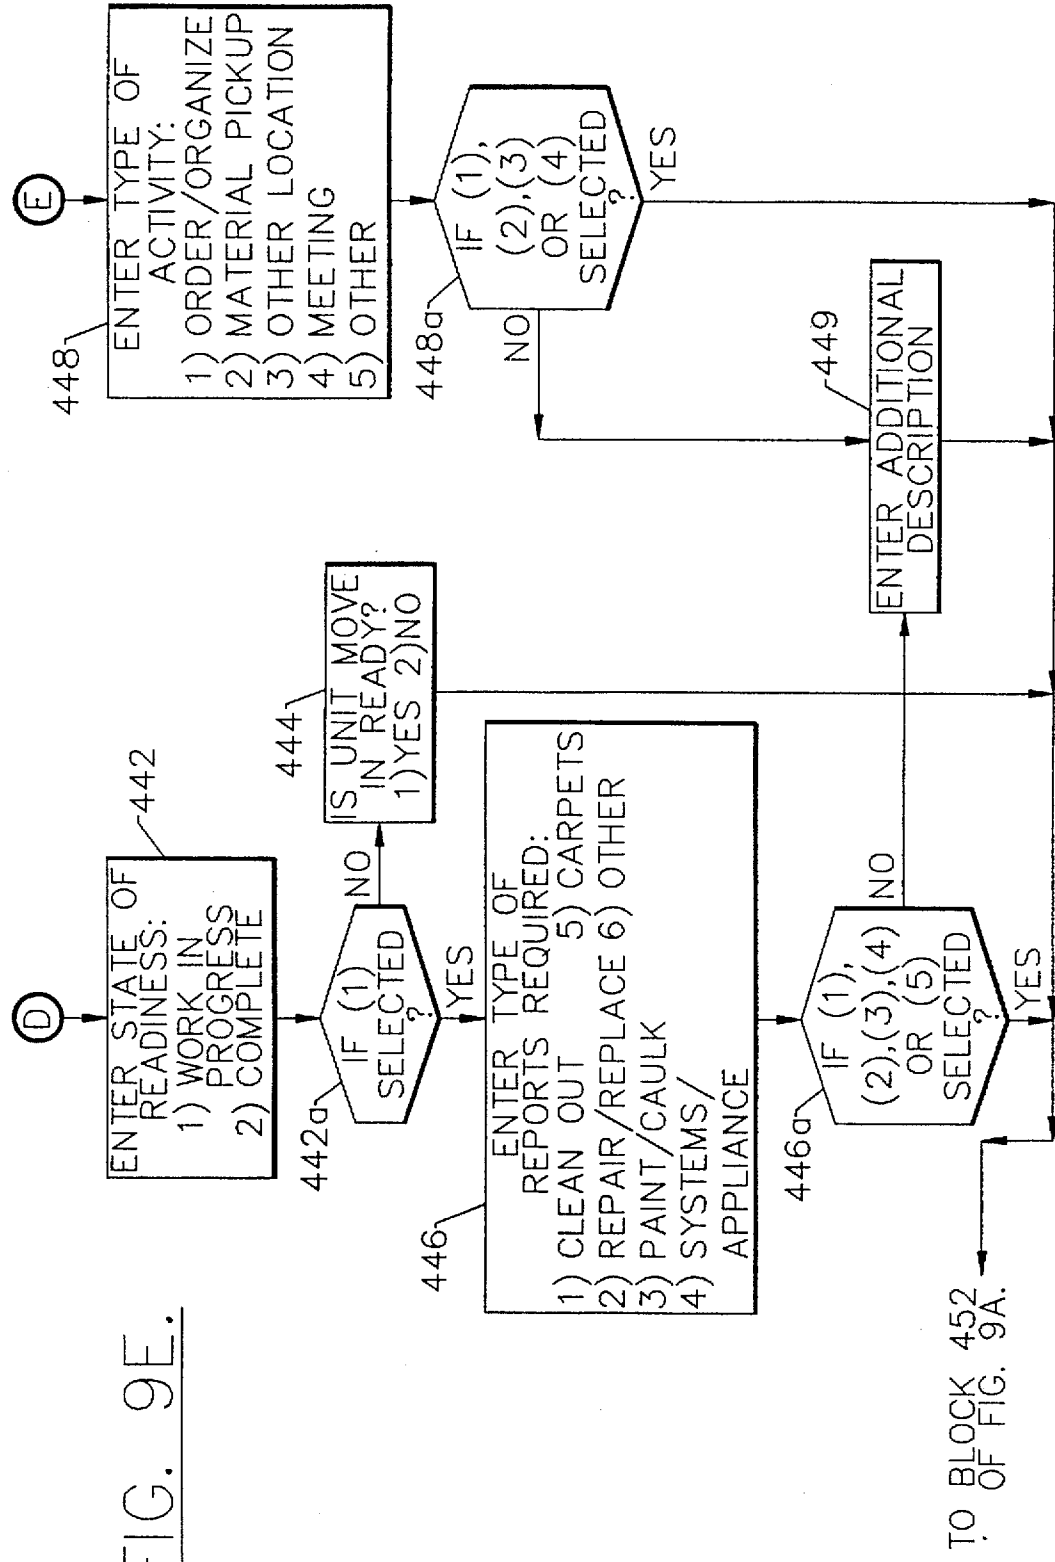 FIG. 9E.
D
442
ENTER STATE OF
READINESS:
1) WORK IN
PROGRESS
2) COMPLETE
442a
IF (1)
SELECTED
?
NO
YES
444
IS UNIT MOVE
IN READY?
1)YES 2)NO
446
ENTER TYPE OF
REPORTS REQUIRED:
1) CLEAN OUT 5) CARPETS
2) REPAIR/REPLACE 6) OTHER
3) PAINT/CAULK
4) SYSTEMS/
APPLIANCE
446a
IF (1),
(2),(3),(4)
OR (5)
SELECTED
?
NO
YES
E
448
ENTER TYPE OF
ACTIVITY:
1) ORDER/ORGANIZE
2) MATERIAL PICKUP
3) OTHER LOCATION
4) MEETING
5) OTHER
448a
IF (1),
(2),(3)
OR (4)
SELECTED
?
NO
YES
449
ENTER ADDITIONAL
DESCRIPTION
TO BLOCK 452
OF FIG. 9A.